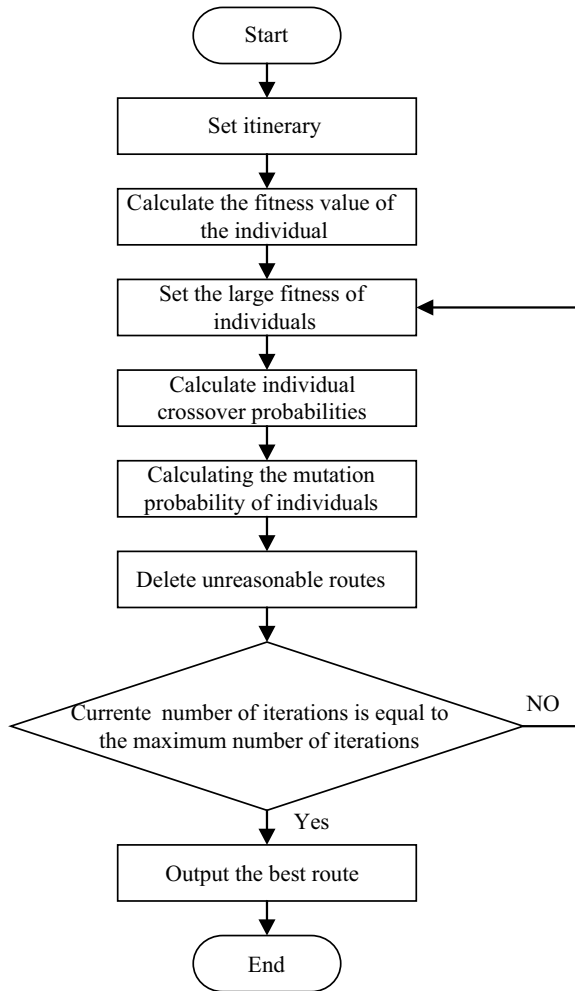 Start
Set itinerary
Calculate the fitness value of
the individual
Set the large fitness of
individuals
Calculate individual
crossover probabilities
Calculating the mutation
probability of individuals
Delete unreasonable routes
Currente number of iterations is equal to
the maximum number of iterations
NO
Yes
Output the best route
End